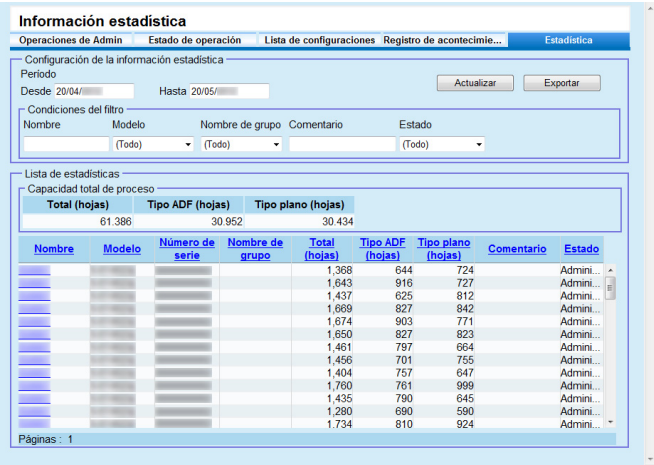 Información estadística
Operaciones de Admin Estado de operación Lista de configuraciones Registro de acontecimie... Estadística
Configuración de la información estadística
Período
Desde 20/04/ Hasta 20/05/ Actualizar Exportar
Condiciones del filtro
Nombre Modelo Nombre de grupo Comentario Estado
(Todo) (Todo) (Todo)
Lista de estadísticas
Capacidad total de proceso
Total (hojas) Tipo ADF (hojas) Tipo plano (hojas)
61.386 30.952 30.434
Nombre Modelo Número de serie Nombre de grupo Total (hojas) Tipo ADF (hojas) Tipo plano (hojas) Comentario Estado
1,368 644 724 Admini...
1,643 916 727 Admini...
1,437 625 812 Admini...
1,669 827 842 Admini...
1,674 903 771 Admini...
1,650 827 823 Admini...
1,461 797 664 Admini...
1,456 701 755 Admini...
1,404 757 647 Admini...
1,760 761 999 Admini...
1,435 790 645 Admini...
1,280 690 590 Admini...
1,734 810 924 Admini...
Páginas : 1